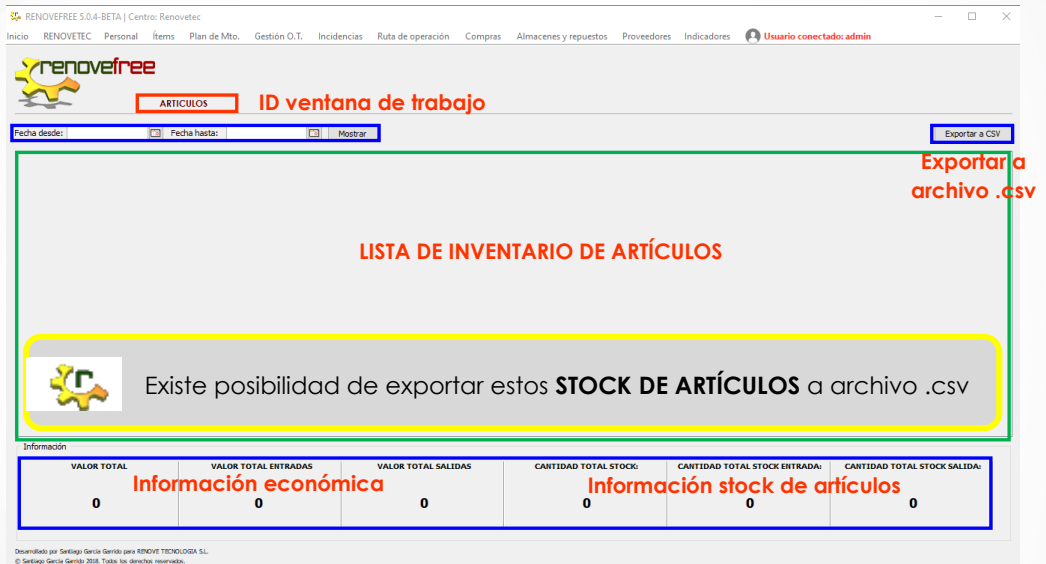 RENOVEFREE 5.0.4-BETA | Centro: Renovetec
Inicio RENOVETEC Personal Ítems Plan de Mto. Gestión O.T. Incidencias Ruta de operación Compras Almacenes y repuestos Proveedores Indicadores Usuario conectado: admin
renovefree
ARTICULOS ID ventana de trabajo
Fecha desde: Fecha hasta: Mostrar Exportar a CSV
Exportar a
archivo .csv
LISTA DE INVENTARIO DE ARTÍCULOS
r Existe posibilidad de exportar estos STOCK DE ARTÍCULOS a archivo .csv
Información
VALOR TOTAL VALOR TOTAL ENTRADAS VALOR TOTAL SALIDAS CANTIDAD TOTAL STOCK: CANTIDAD TOTAL STOCK ENTRADA: CANTIDAD TOTAL STOCK SALIDA:
Información económica Información stock de artículos
0 0 0 0 0 0
Desarrollado por Santiago García Garrido para RENOVE TECNOLOGIA S.L.
© Santiago García Garrido 2018. Todos los derechos reservados.